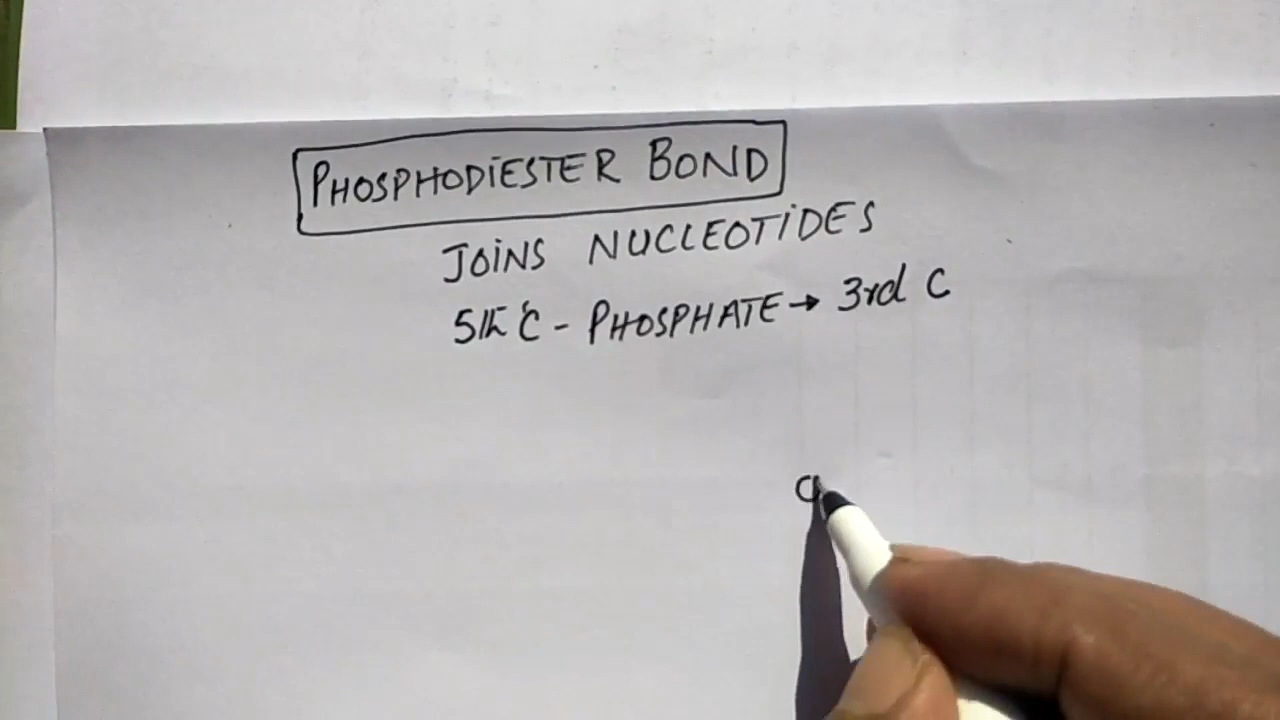 PHOSPHODIESTER BOND
JOINS NUCLEOTIDES
5th C - PHOSPHATE → 3rd C